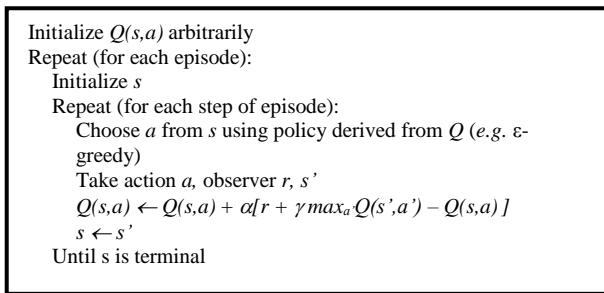 Initialize Q(s,a) arbitrarily
Repeat (for each episode):
Initialize s
Repeat (for each step of episode):
Choose a from s using policy derived from Q (e.g. ε-
greedy)
Take action a, observer r, s’
Q(s,a) ← Q(s,a) + α[r + γ maxₐ’Q(s’,a’) – Q(s,a) ]
s ← s’
Until s is terminal